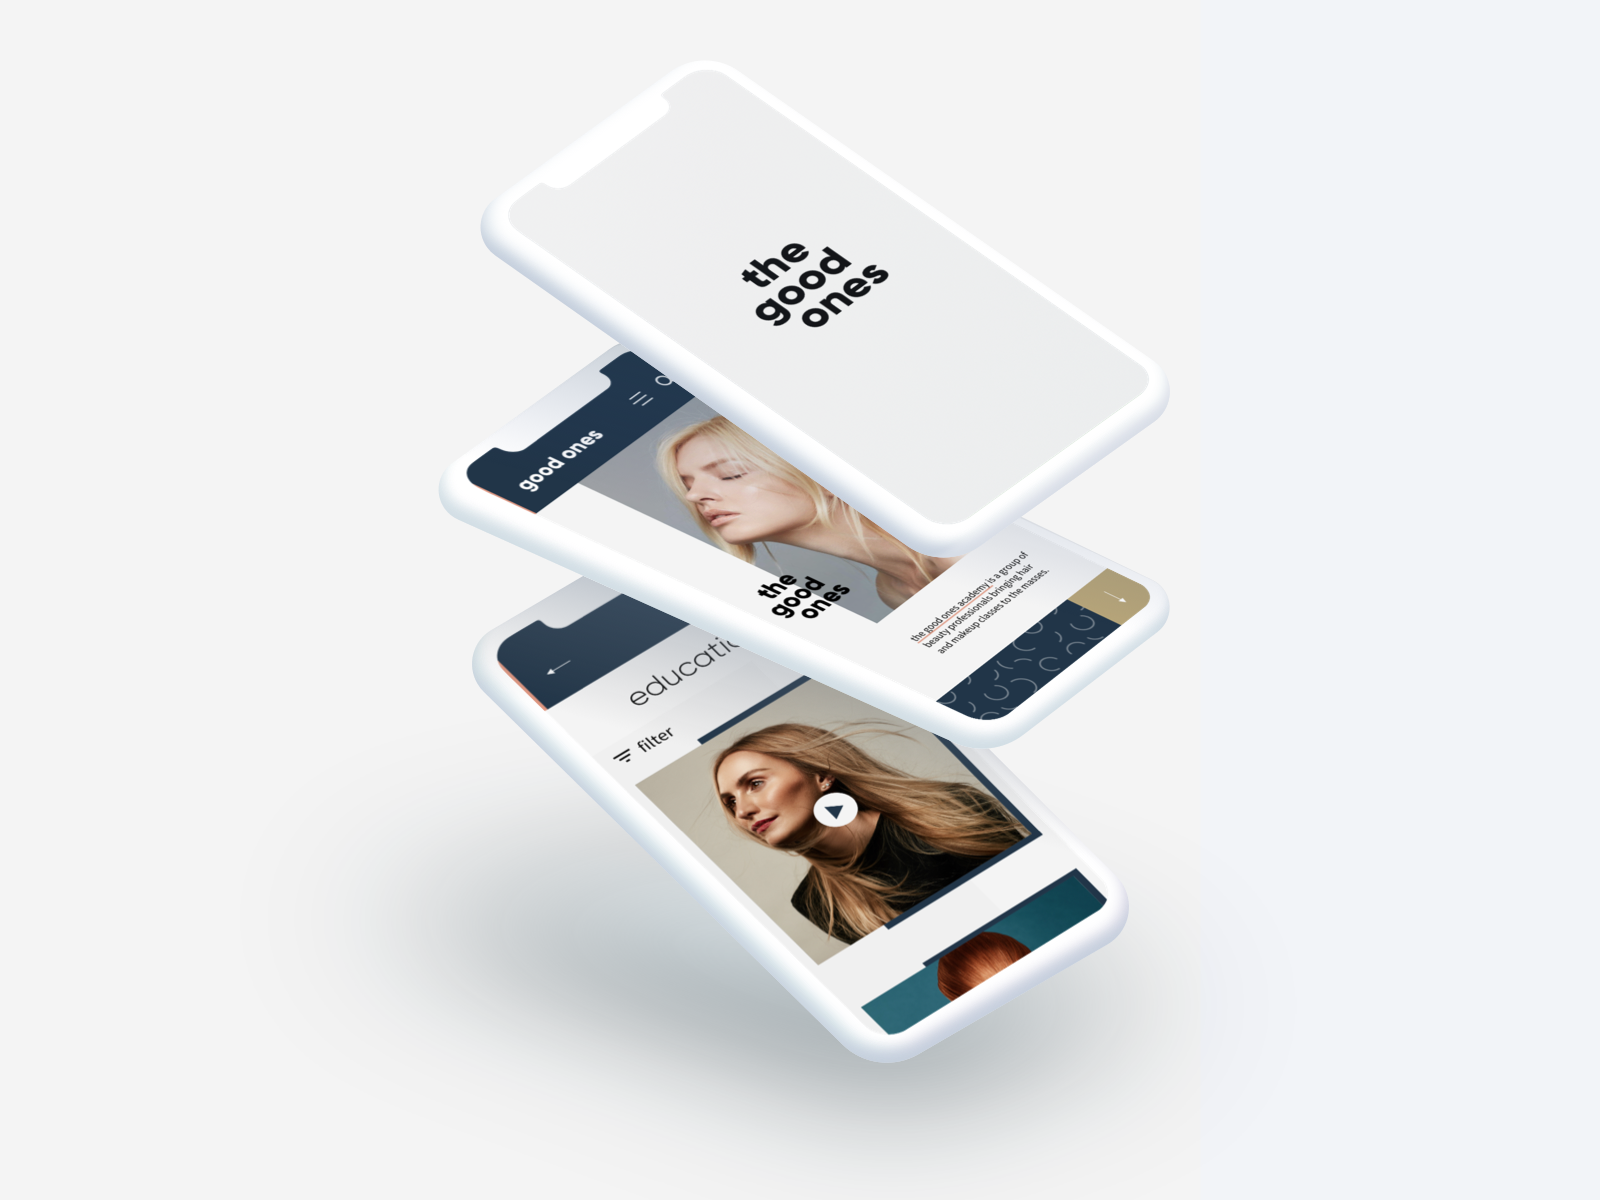 the
good
ones
good ones
the
good
ones
the good ones academy is a group of
beauty professionals bringing hair
and makeup classes to the masses.
filter